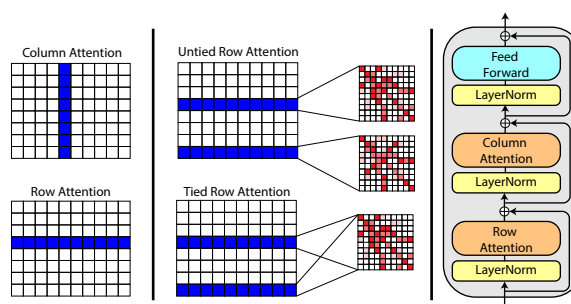 Column Attention
Row Attention
Untied Row Attention
Tied Row Attention
Feed
Forward
LayerNorm
Column
Attention
LayerNorm
Row
Attention
LayerNorm